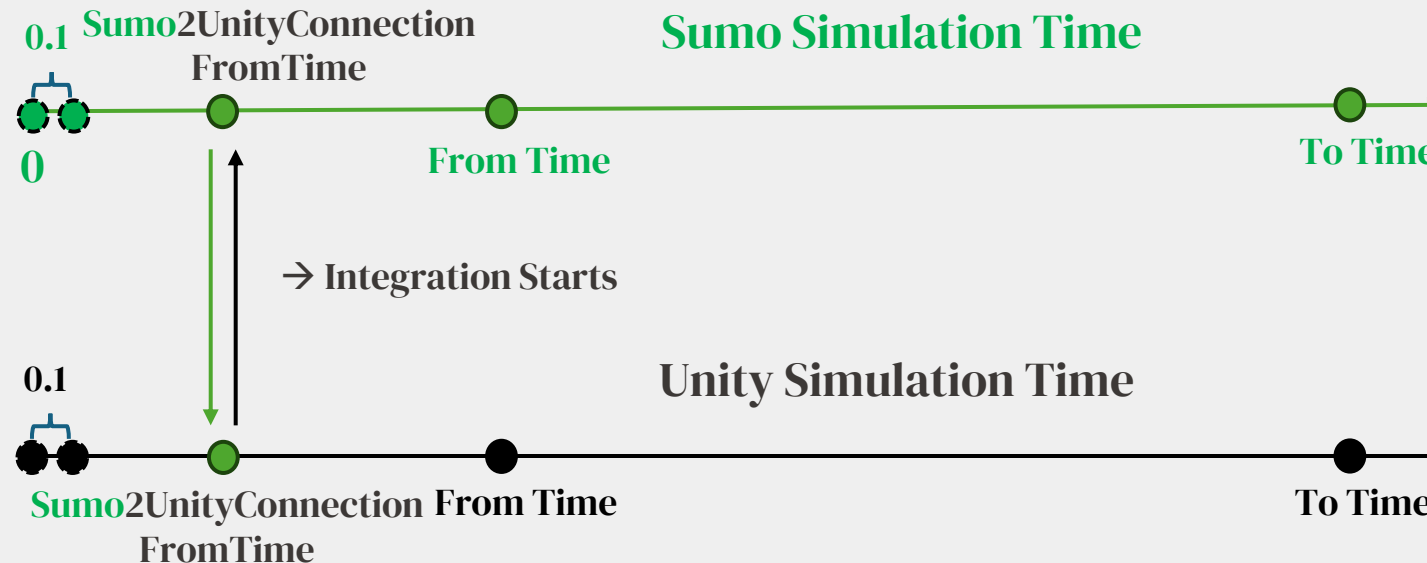 0.1
Sumo2UnityConnection
FromTime
Sumo Simulation Time
0
From Time
To Time
→ Integration Starts
0.1
Unity Simulation Time
Sumo2UnityConnection
FromTime
From Time
To Time